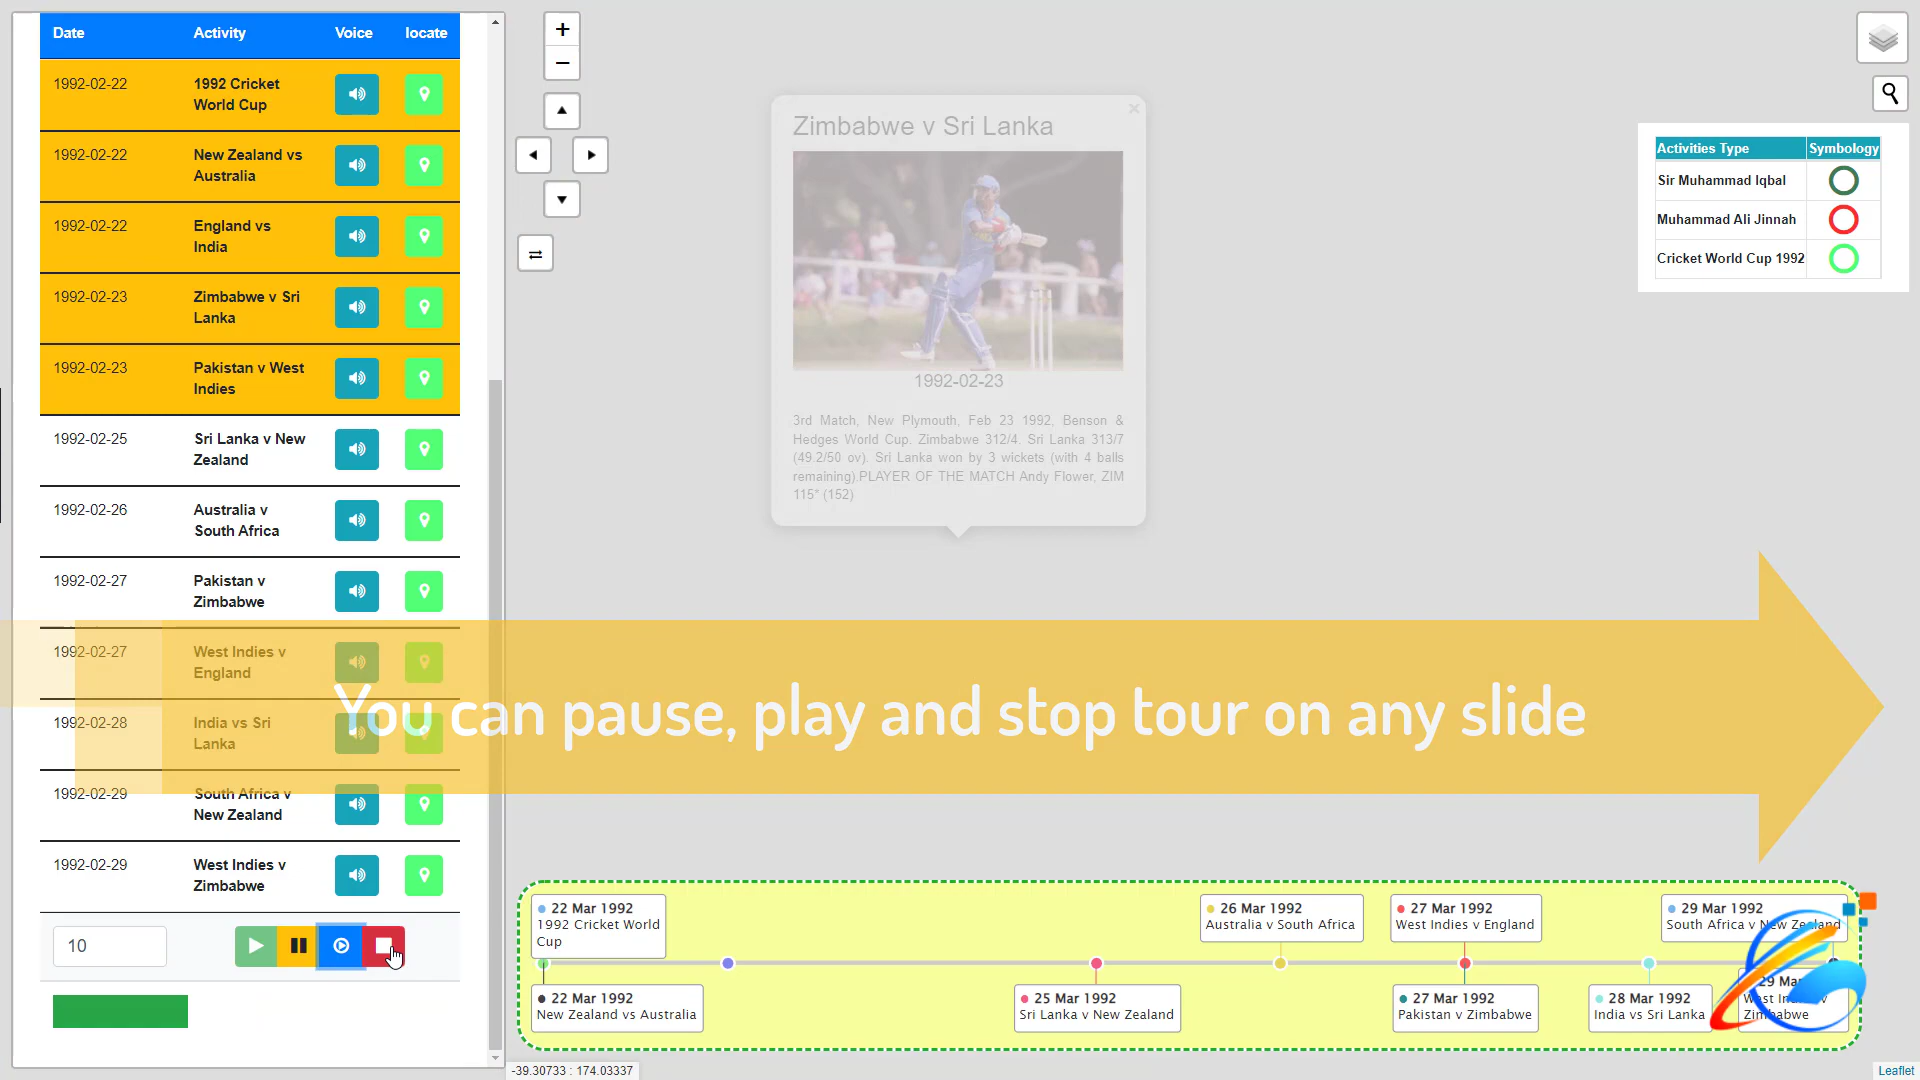 Date Activity Voice locate
1992-02-22 1992 Cricket
World Cup
1992-02-22 New Zealand vs
Australia
1992-02-22 England vs
India
1992-02-23 Zimbabwe v Sri
Lanka
1992-02-23 Pakistan v West
Indies
1992-02-25 Sri Lanka v New
Zealand
1992-02-26 Australia v
South Africa
1992-02-27 Pakistan v
Zimbabwe
1992-02-27 West Indies v
England
1992-02-28 India vs Sri
Lanka
1992-02-29 South Africa v
New Zealand
1992-02-29 West Indies v
Zimbabwe
10
+
−
Zimbabwe v Sri Lanka
×
1992-02-23
3rd Match, New Plymouth, Feb 23 1992, Benson &
Hedges World Cup. Zimbabwe 312/4. Sri Lanka 313/7
(49.2/50 ov). Sri Lanka won by 3 wickets (with 4 balls
remaining).PLAYER OF THE MATCH Andy Flower, ZIM
115* (152)
Activities Type Symbology
Sir Muhammad Iqbal
Muhammad Ali Jinnah
Cricket World Cup 1992
You can pause, play and stop tour on any slide
22 Mar 1992
1992 Cricket World
Cup
26 Mar 1992
Australia v South Africa
27 Mar 1992
West Indies v England
29 Mar 1992
South Africa v New Zealand
22 Mar 1992
New Zealand vs Australia
25 Mar 1992
Sri Lanka v New Zealand
27 Mar 1992
Pakistan v Zimbabwe
28 Mar 1992
India vs Sri Lanka
29 Mar
West Indies v
Zimbabwe
-39.30733 : 174.03337
Leaflet